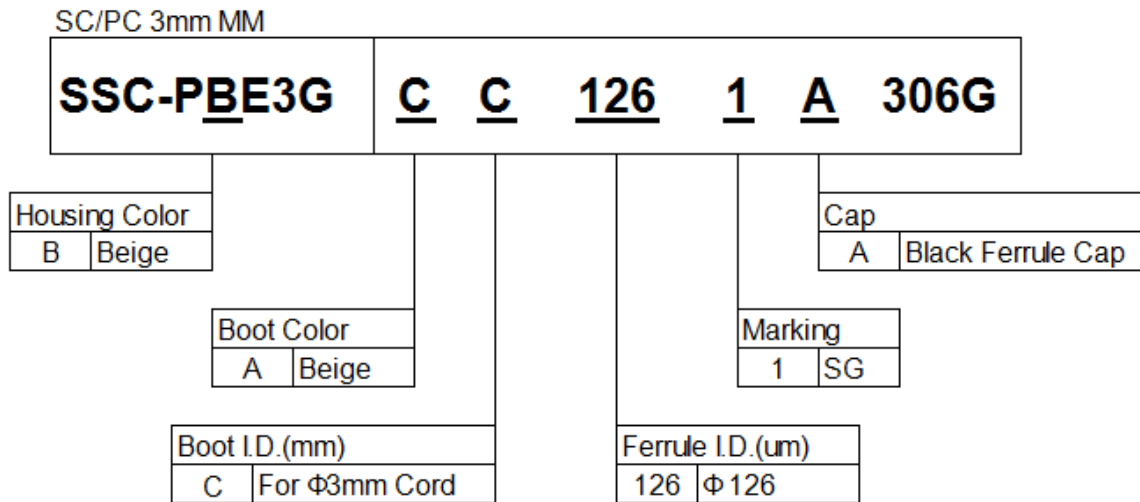 SC/PC 3mm MM
SSC-PBE3G C C 126 1 A 306G
Housing Color
B Beige
Cap
A Black Ferrule Cap
Boot Color
A Beige
Marking
1 SG
Boot I.D.(mm)
C For Φ3mm Cord
Ferrule I.D.(um)
126 Φ126